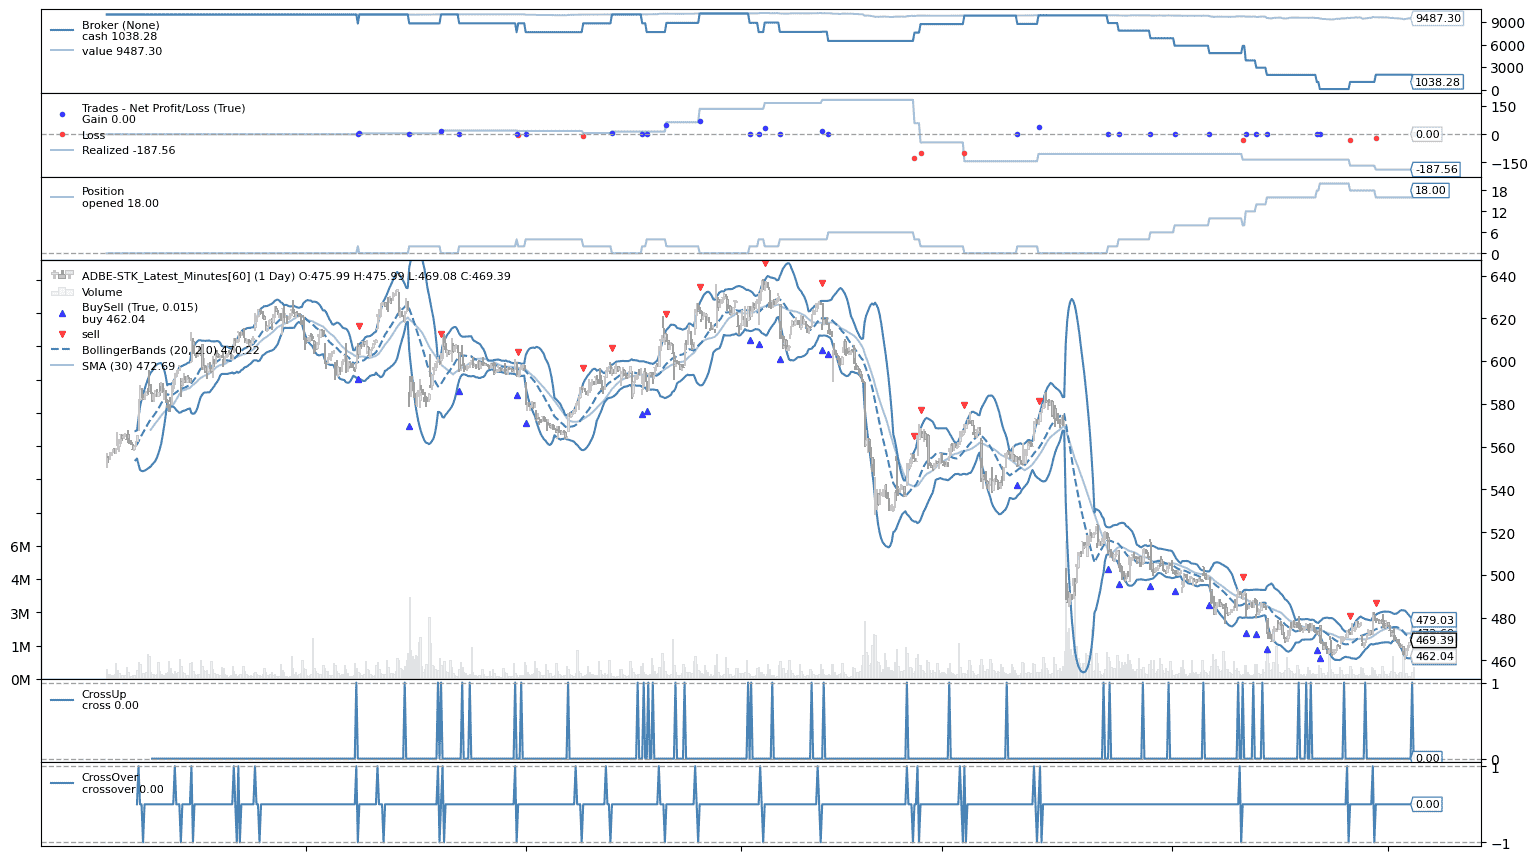 Broker (None)
cash 1038.28
value 9487.30
9487.30
1038.28
9000
6000
3000
0
Trades - Net Profit/Loss (True)
Gain 0.00
Loss
Realized -187.56
0.00
-187.56
150
0
−150
Position
opened 18.00
18.00
18
12
6
0
ADBE-STK_Latest_Minutes[60] (1 Day) O:475.99 H:475.99 L:469.08 C:469.39
Volume
BuySell (True, 0.015)
buy 462.04
sell
BollingerBands (20, 2.0) 470.22
SMA (30) 472.69
640
620
600
580
560
540
520
500
480
460
6M
4M
3M
1M
0M
479.03
469.39
462.04
CrossUp
cross 0.00
0.00
1
0
CrossOver
crossover 0.00
0.00
1
−1